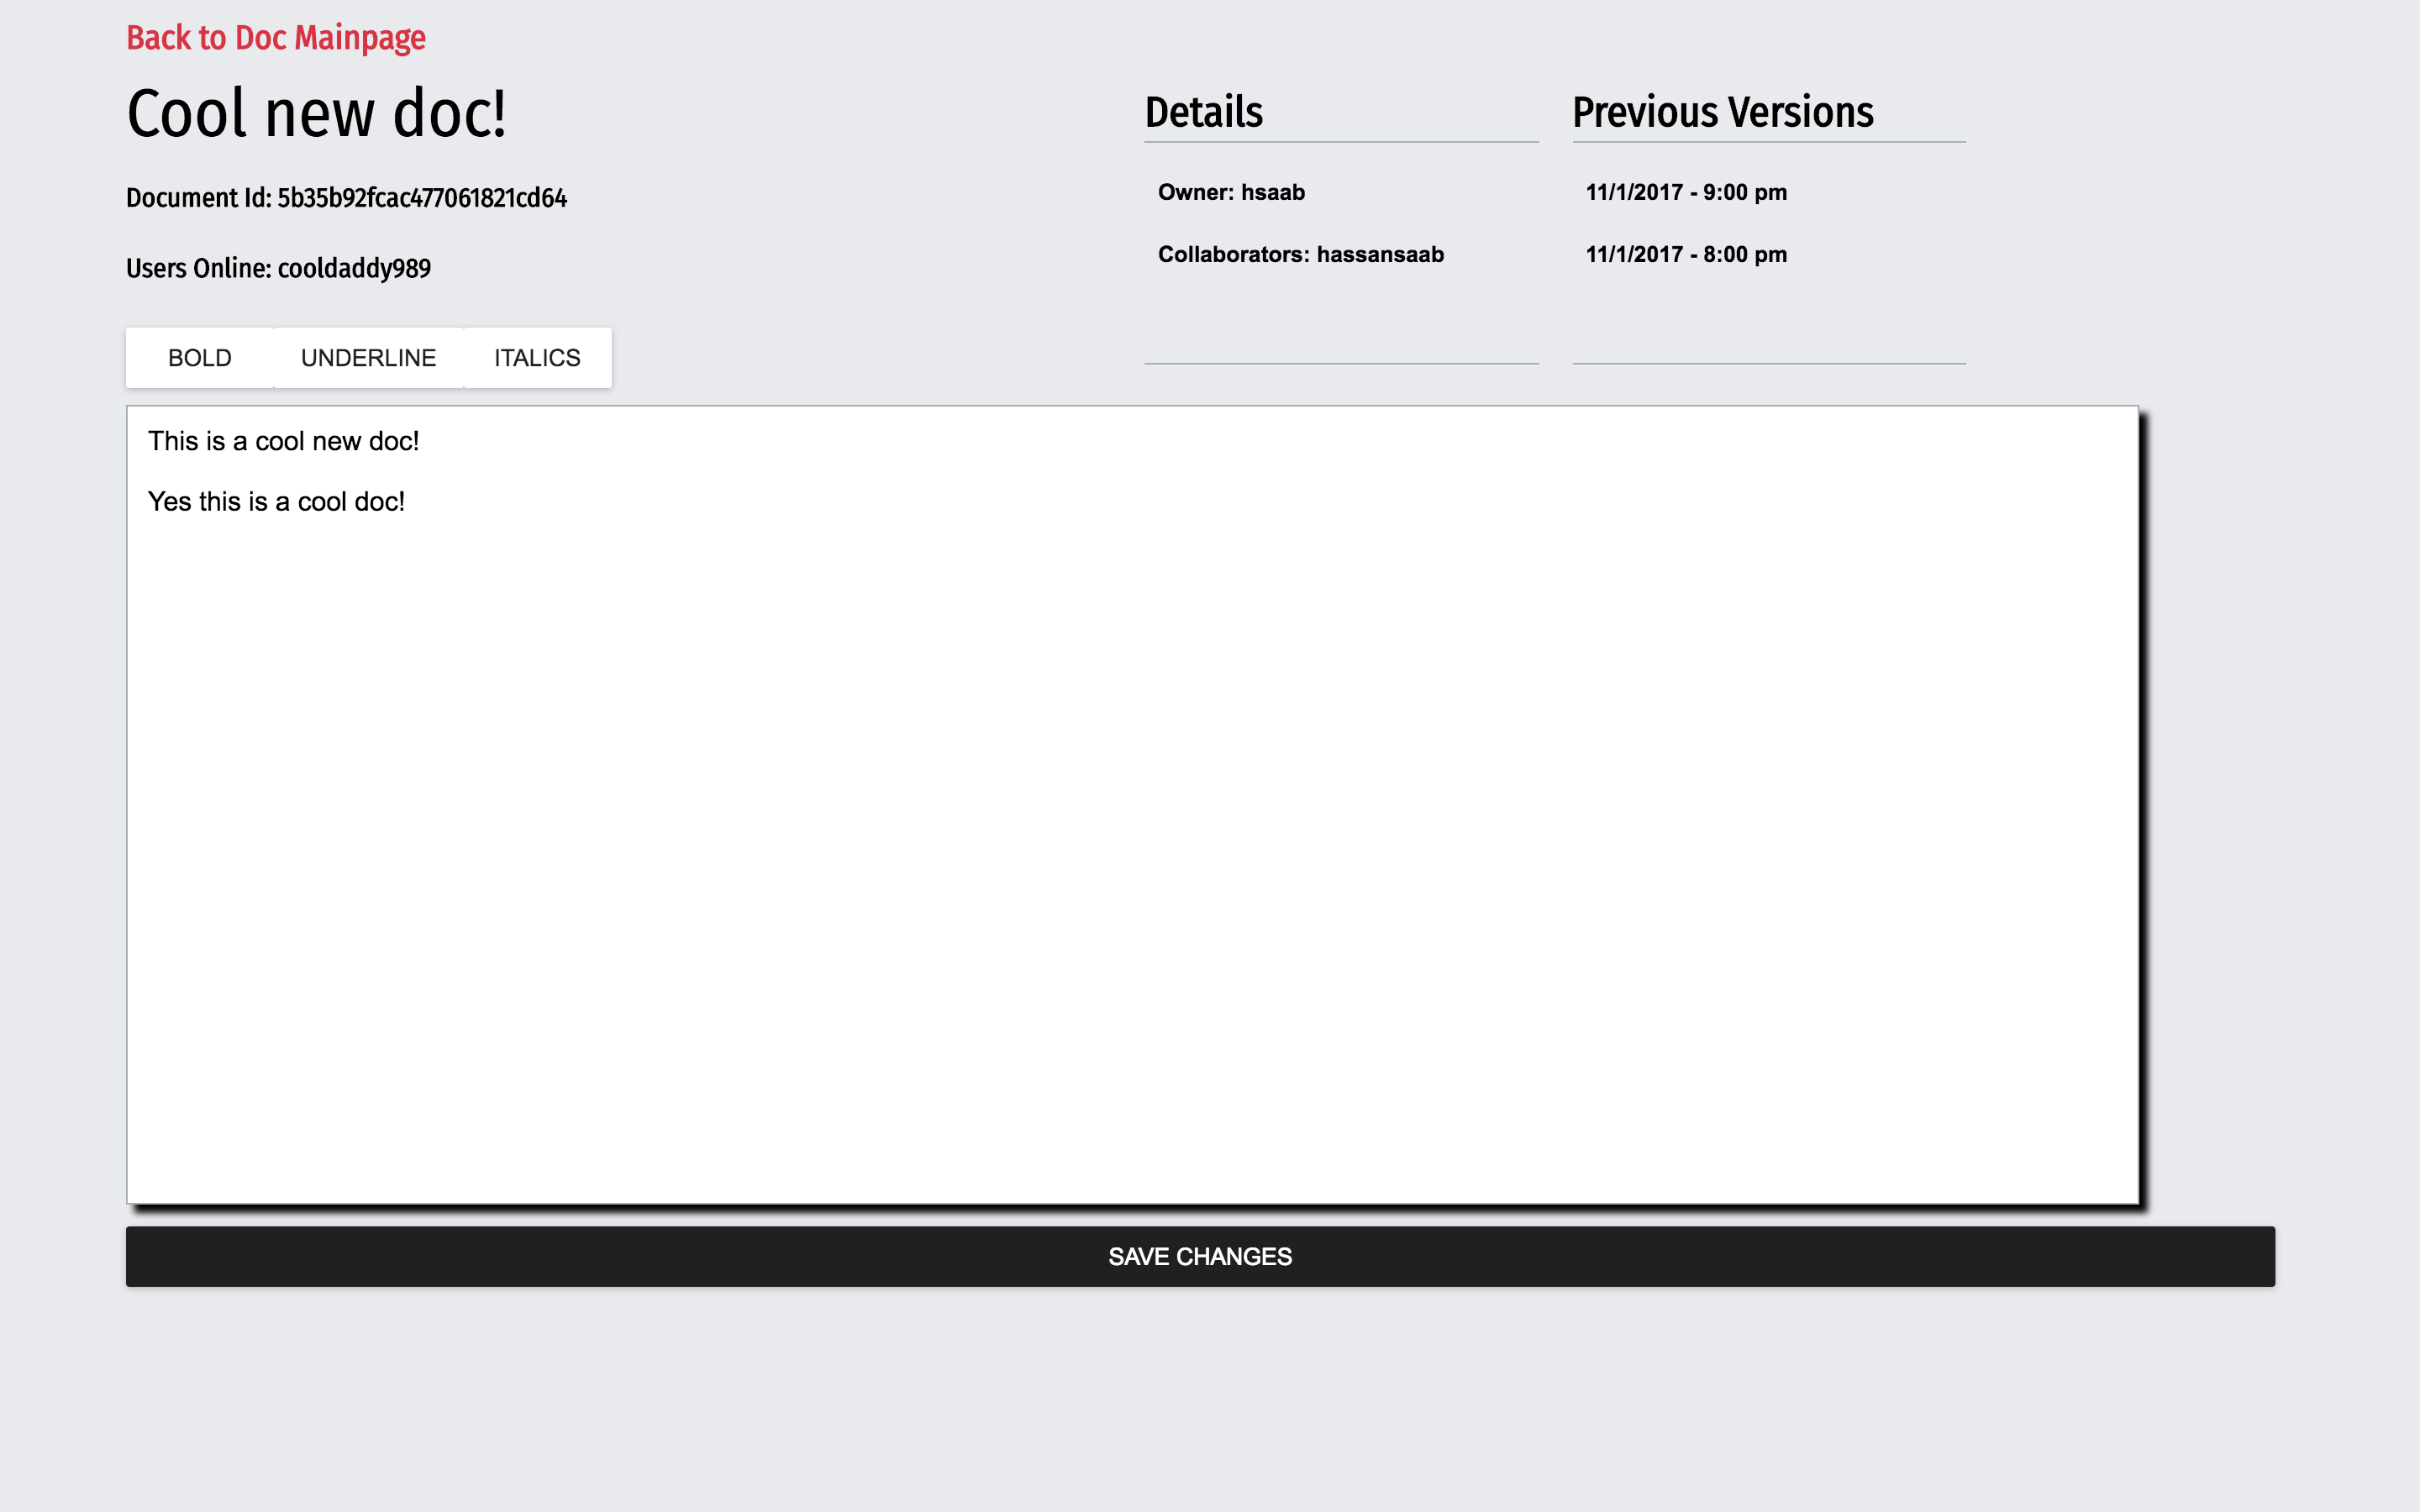 Back to Doc Mainpage
Cool new doc!
Document Id: 5b35b92fcac477061821cd64
Users Online: cooldaddy989
BOLD UNDERLINE ITALICS
Details
Owner: hsaab
Collaborators: hassansaab
Previous Versions
11/1/2017 - 9:00 pm
11/1/2017 - 8:00 pm
This is a cool new doc!
Yes this is a cool doc!
SAVE CHANGES